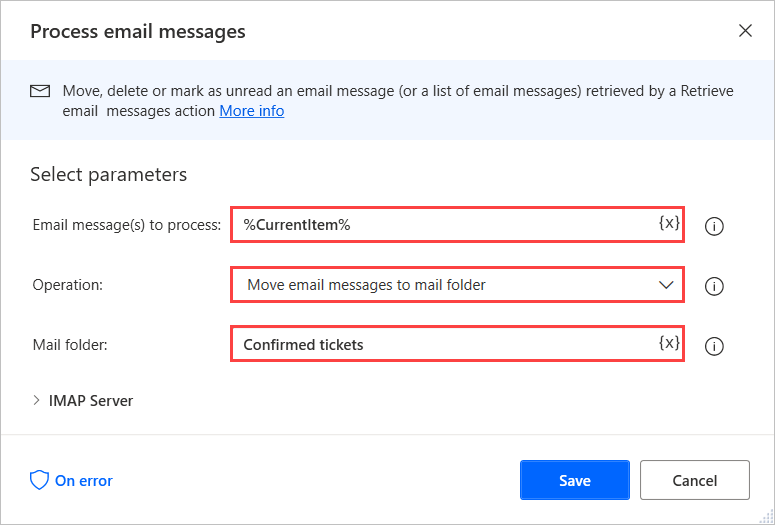 Process email messages
Move, delete or mark as unread an email message (or a list of email messages) retrieved by a Retrieve
email messages action More info
Select parameters
Email message(s) to process: %CurrentItem% {x}
Operation: Move email messages to mail folder
Mail folder: Confirmed tickets {x}
IMAP Server
On error Save Cancel